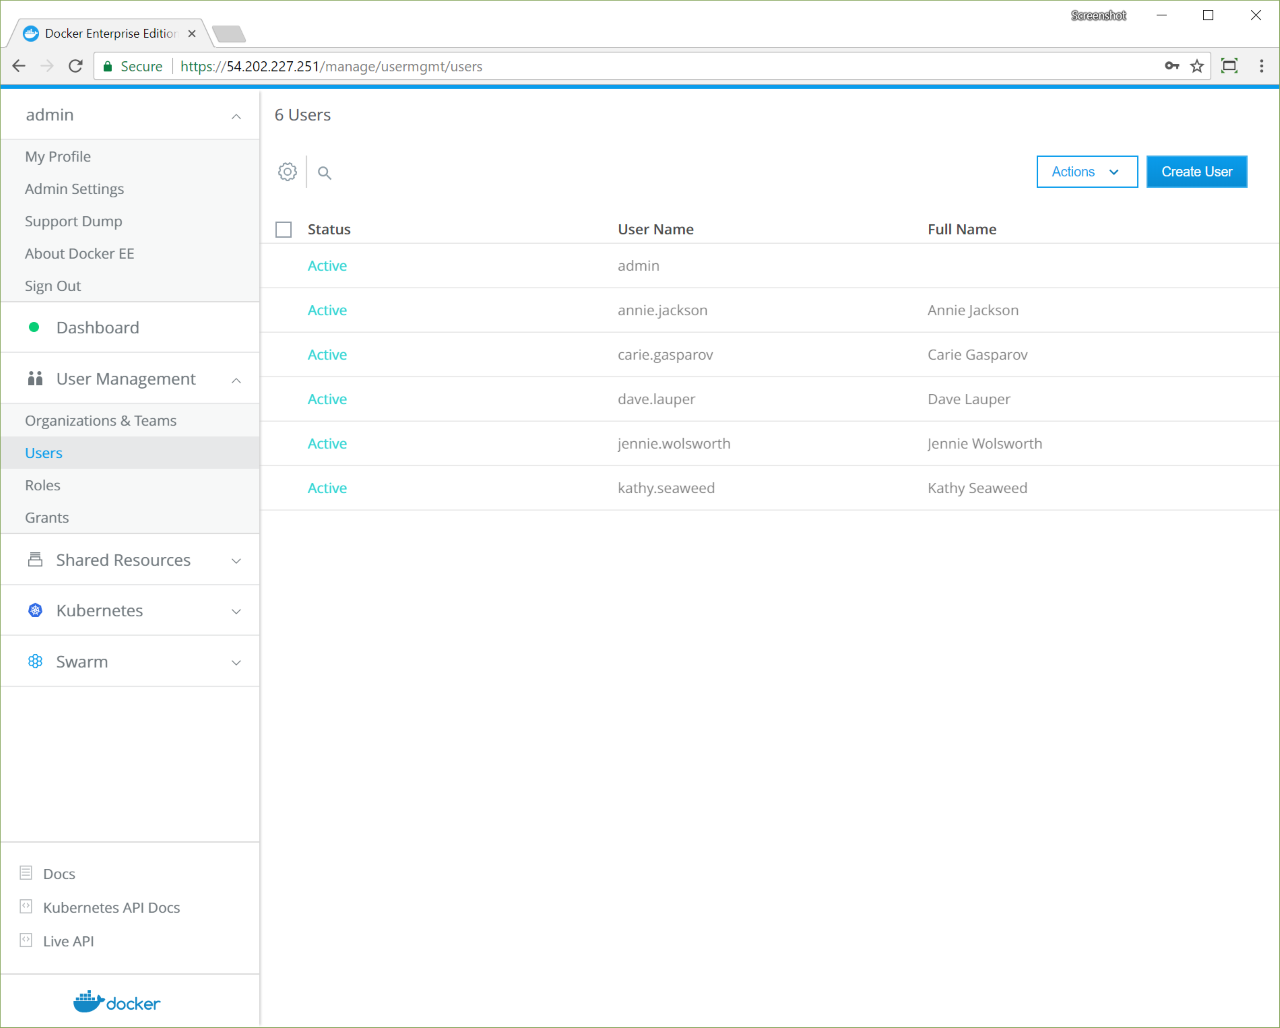 Screenshot
Docker Enterprise Edition
Secure https://54.202.227.251/manage/usermgmt/users
admin
My Profile
Admin Settings
Support Dump
About Docker EE
Sign Out
Dashboard
User Management
Organizations & Teams
Users
Roles
Grants
Shared Resources
Kubernetes
Swarm
Docs
Kubernetes API Docs
Live API
docker
6 Users
Actions Create User
Status User Name Full Name
Active admin
Active annie.jackson Annie Jackson
Active carie.gasparov Carie Gasparov
Active dave.lauper Dave Lauper
Active jennie.wolsworth Jennie Wolsworth
Active kathy.seaweed Kathy Seaweed